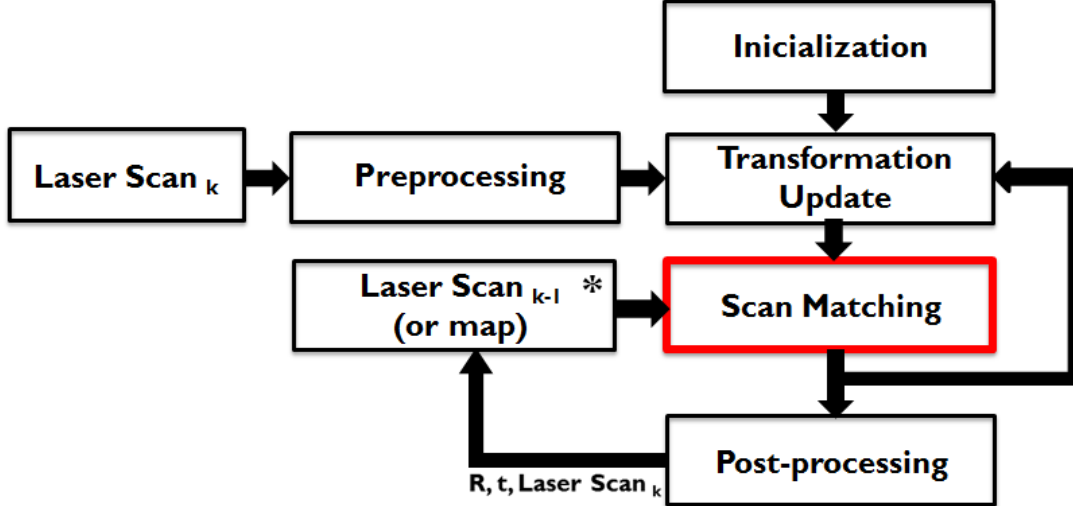 Inicialization
Laser Scan k
Preprocessing
Transformation
Update
Laser Scan k-1 *
(or map)
Scan Matching
Post-processing
R, t, Laser Scan k